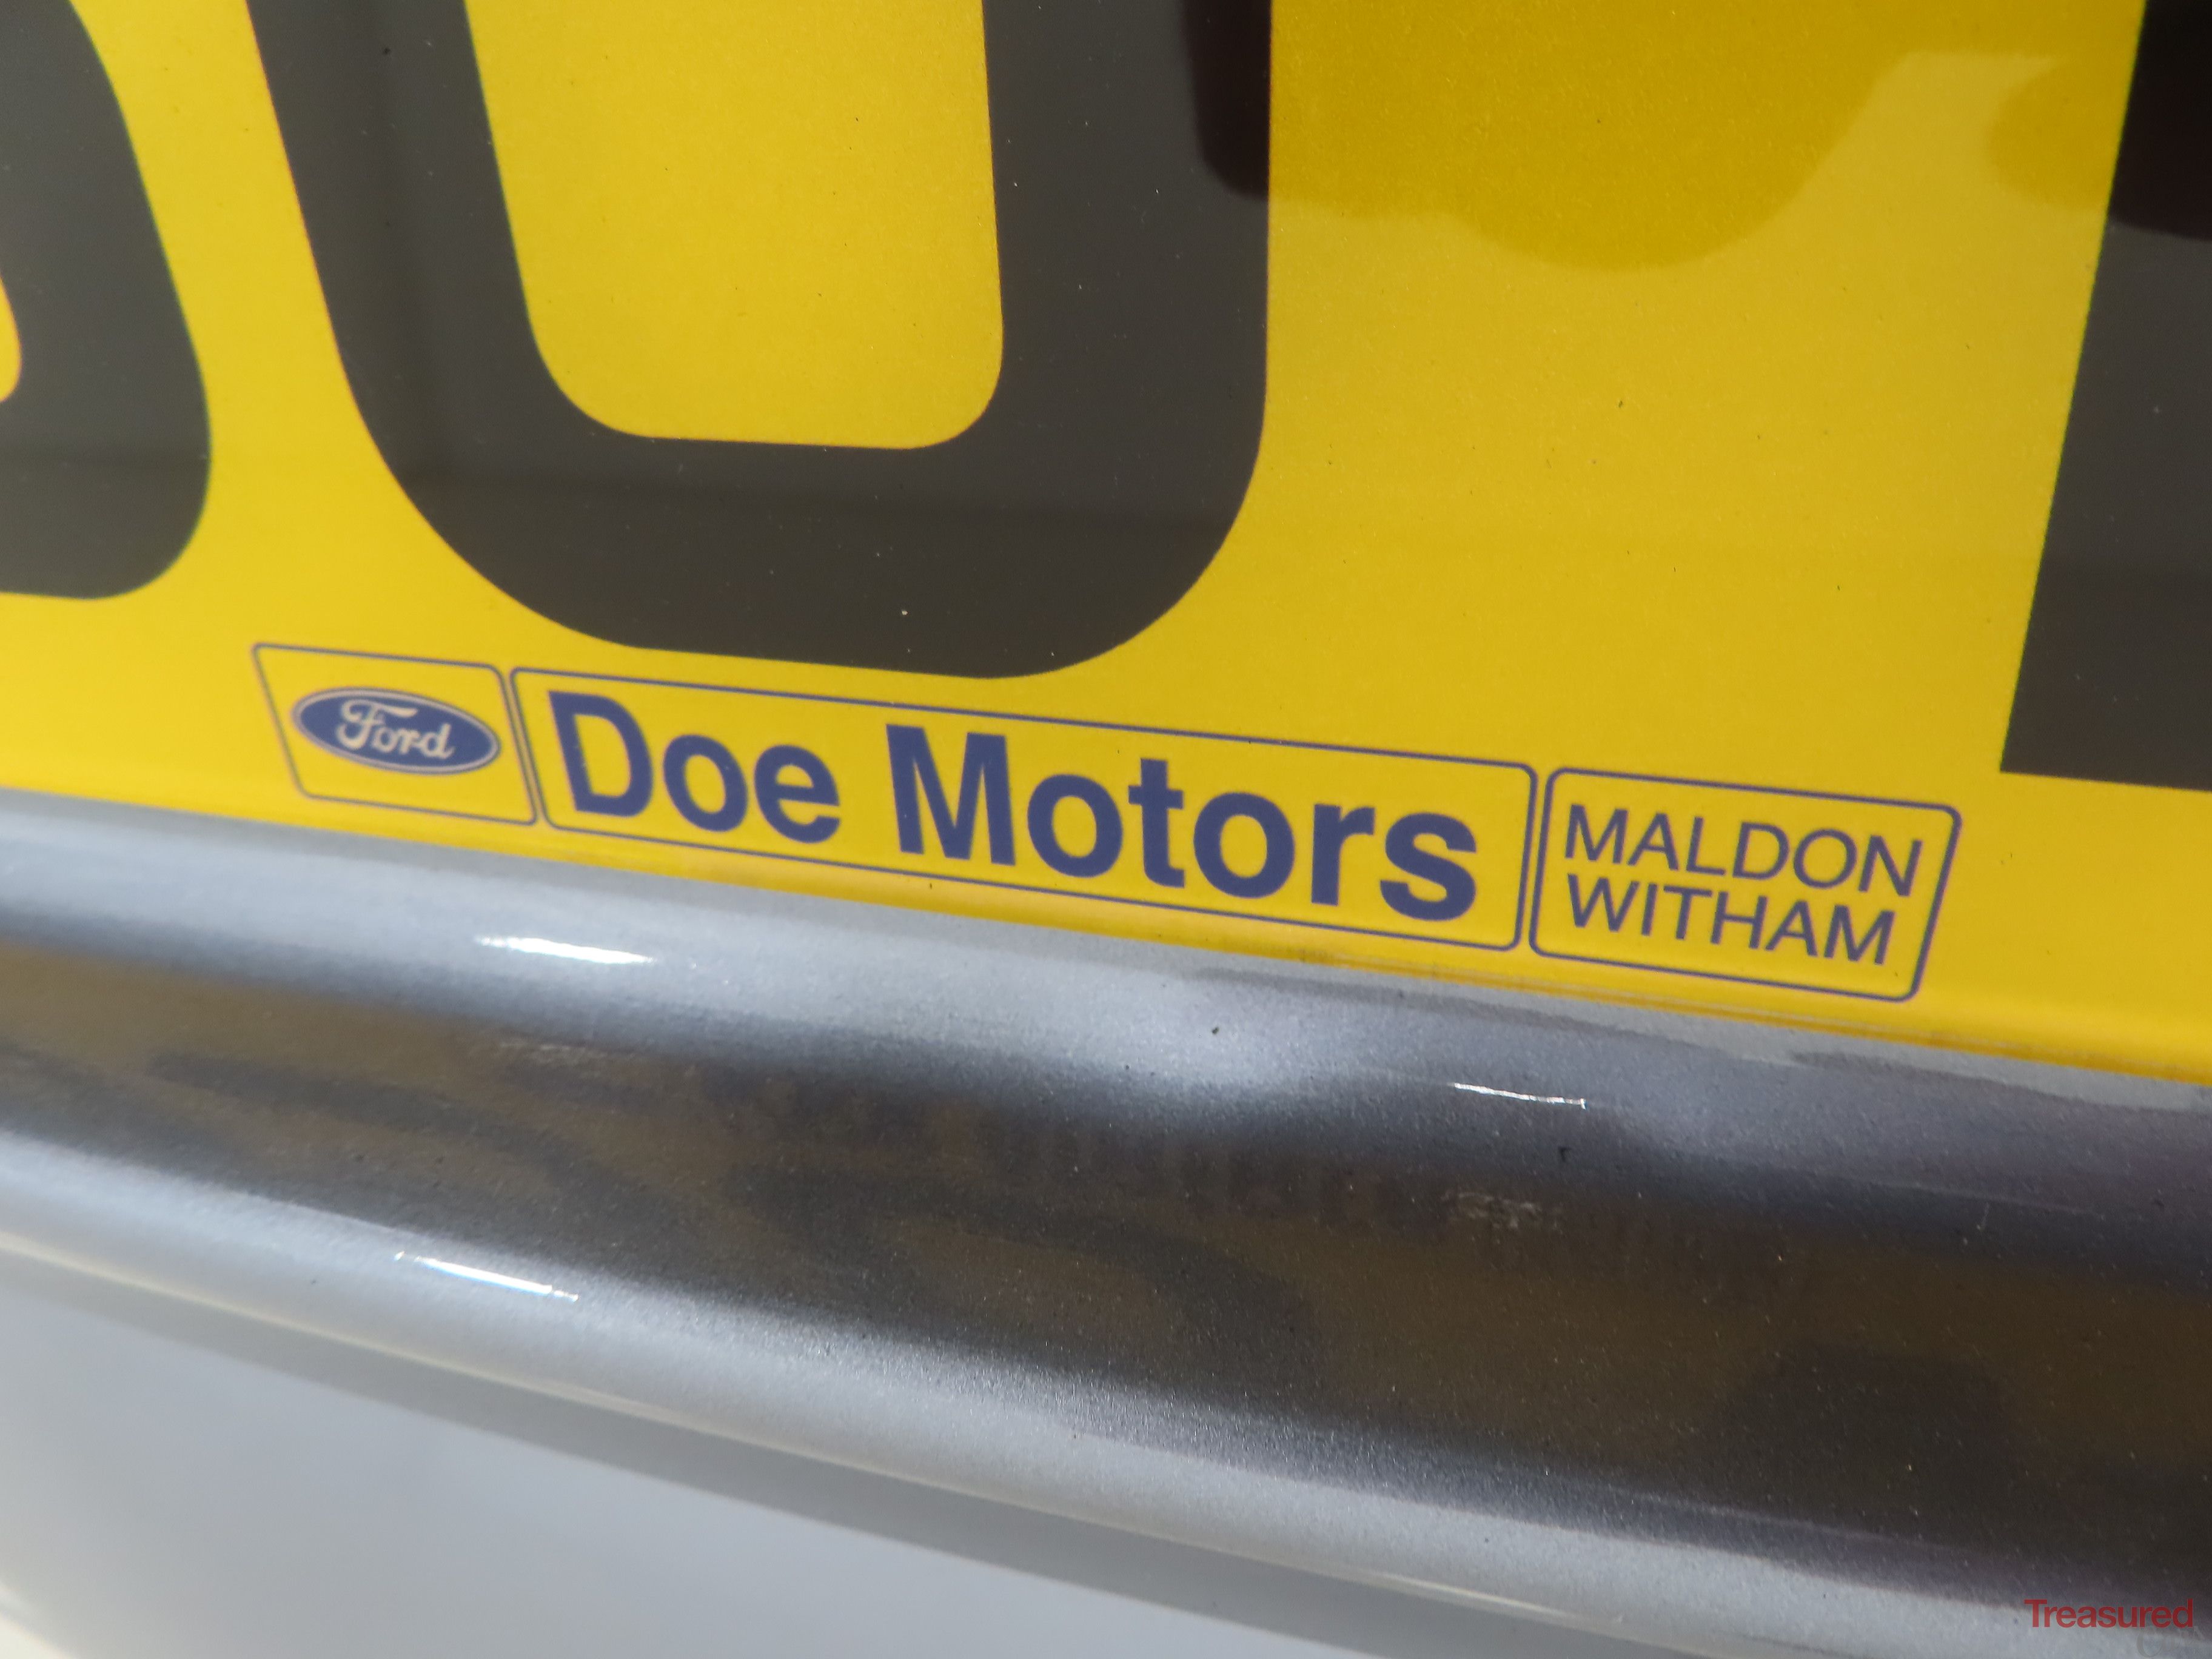 Ford
Doe Motors
MALDON
WITHAM
Treasured